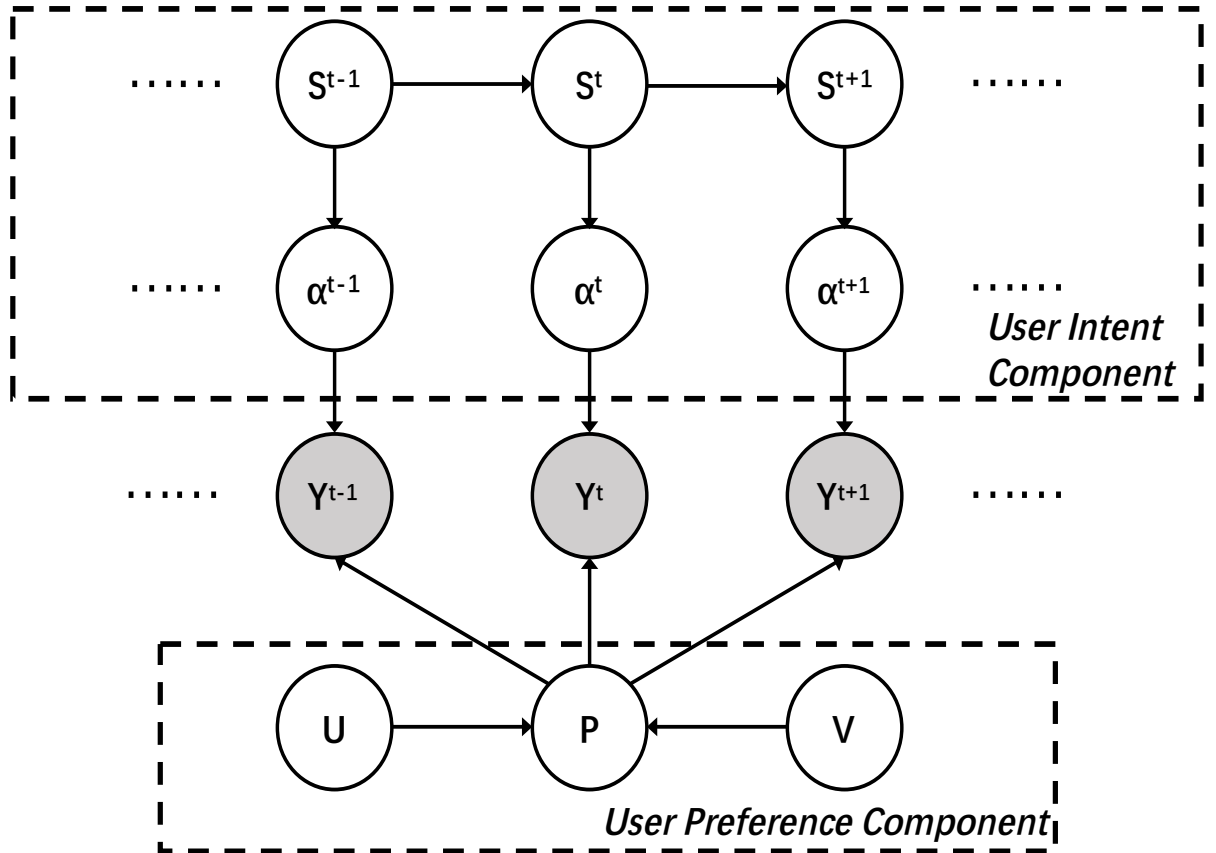 ...... S^t-1 S^t S^t+1 ......
...... α^t-1 α^t α^t+1 ......
User Intent
Component
...... Y^t-1 Y^t Y^t+1 ......
U P V
User Preference Component